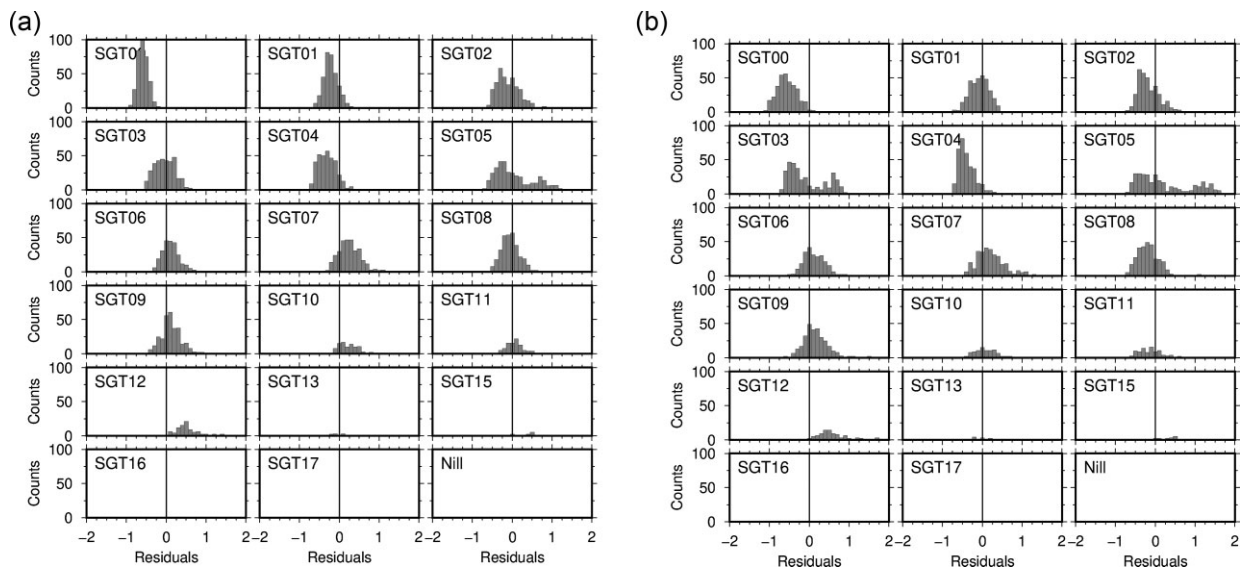 (a)
Counts
100
50
0
SGT0
SGT01
SGT02
Counts
100
50
0
SGT03
SGT04
SGT05
Counts
100
50
0
SGT06
SGT07
SGT08
Counts
100
50
0
SGT09
SGT10
SGT11
Counts
100
50
0
SGT12
SGT13
SGT15
Counts
100
50
0
SGT16
SGT17
Nill
−2 −1 0 1 2 −1 0 1 2 −1 0 1 2
Residuals Residuals Residuals
(b)
Counts
100
50
0
SGT00
SGT01
SGT02
Counts
100
50
0
SGT03
SGT04
SGT05
Counts
100
50
0
SGT06
SGT07
SGT08
Counts
100
50
0
SGT09
SGT10
SGT11
Counts
100
50
0
SGT12
SGT13
SGT15
Counts
100
50
0
SGT16
SGT17
Nill
−2 −1 0 1 2 −1 0 1 2 −1 0 1 2
Residuals Residuals Residuals